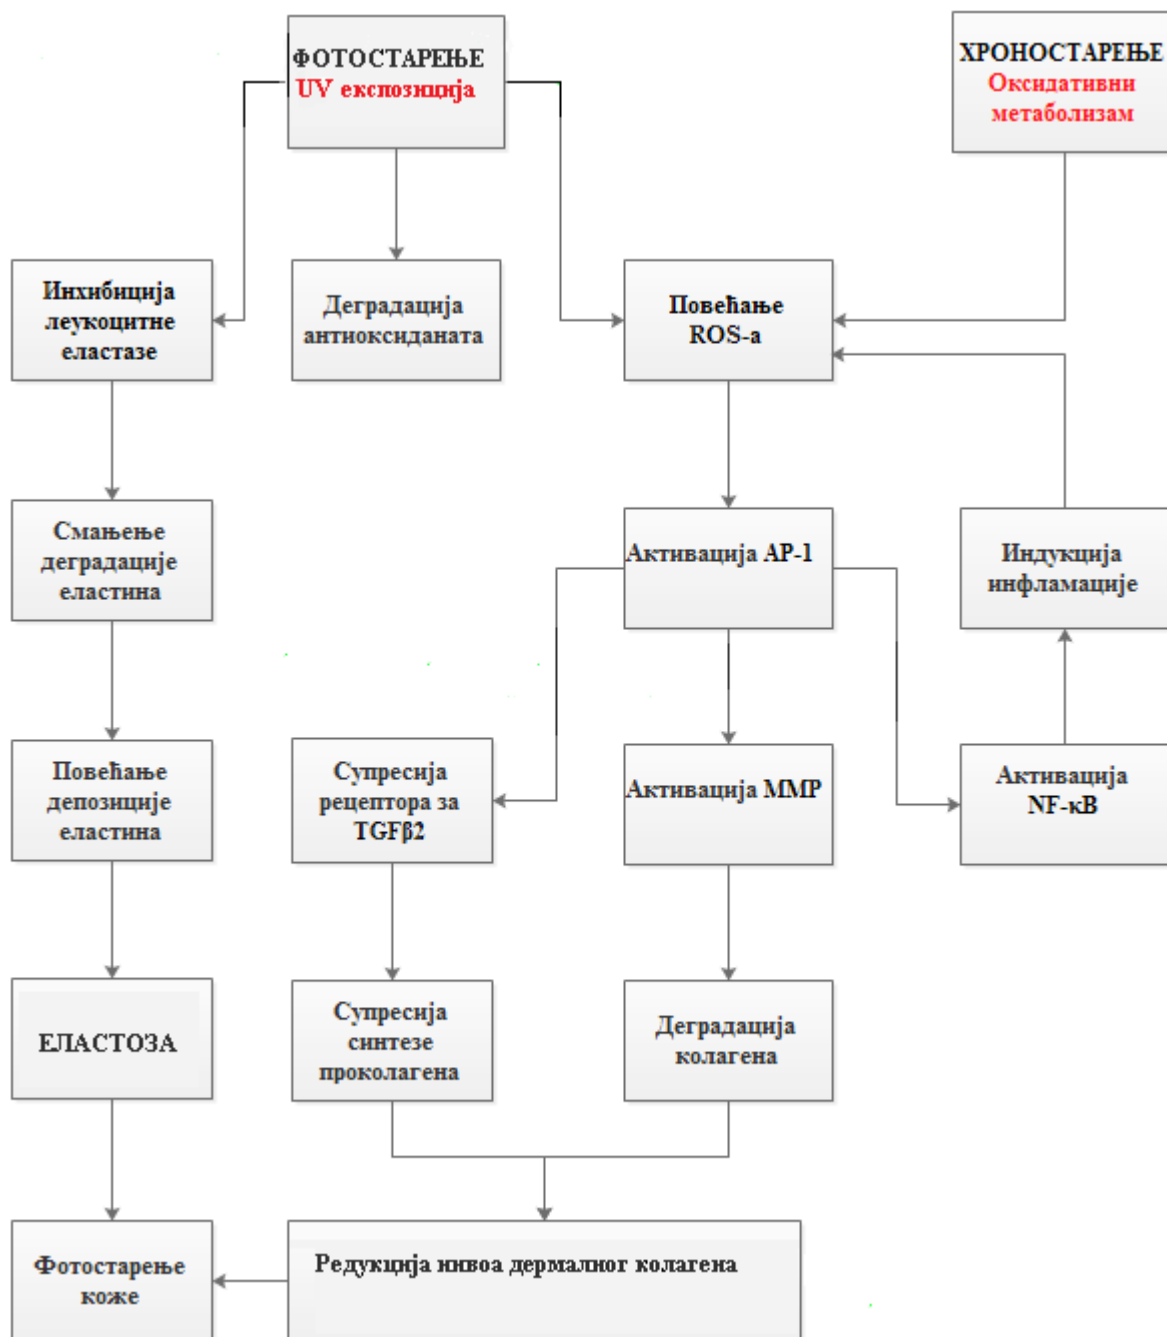 ФОТОСТАРЕЊЕ
UV експозиција
ХРОНОСТАРЕЊЕ
Оксидативни
метаболизам
Инхибиција
леукоцитне
еластазе
Деградација
антиоксиданата
Повећање
ROS-а
Смањење
деградације
еластина
Активација AP-1
Индукција
инфламације
Повећање
депозиције
еластина
Супресија
рецептора за
TGFβ2
Активација MMP
Активација
NF-κB
ЕЛАСТОЗА
Супресија
синтезе
проколагена
Деградација
колагена
Фотостарење
коже
Редукција нивоа дермалног колагена